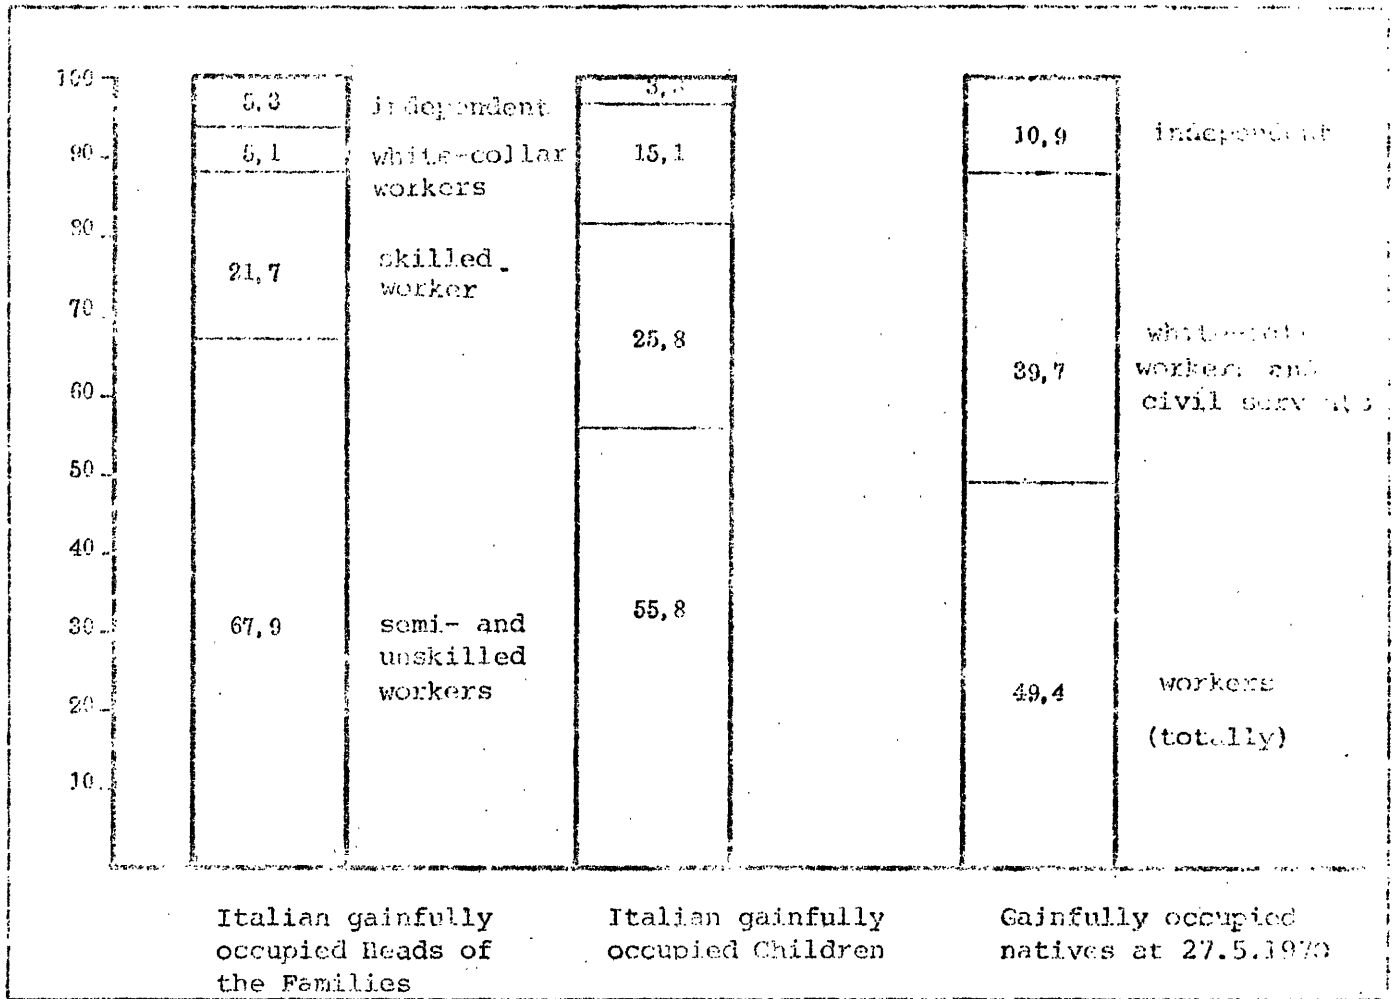 100
90
80
70
60
50
40
30
20
10
5,3
5,1
21,7
67,9
independent
white-collar
workers
skilled
worker
semi- and
unskilled
workers
15,1
25,8
55,8
10,9
39,7
49,4
independent
workers and
civil servants
workers
(totally)
Italian gainfully
occupied Heads of
the Families
Italian gainfully
occupied Children
Gainfully occupied
natives at